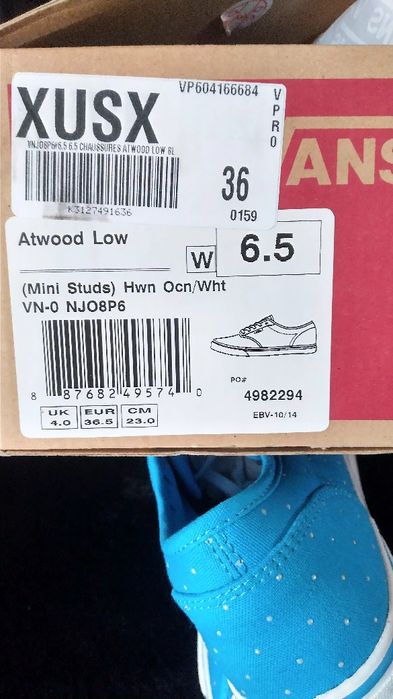 VP604166684
XUSX
VPRO
VNJO8P6#6.5 6.5 CHAUSSURES ATWOOD LOW BL
K3127491636
36
0159
VANS
Atwood Low
W
6.5
(Mini Studs) Hwn Ocn/Wht
VN-0 NJO8P6
8 87682 49574 0
PO#
4982294
EBV-10/14
UK EUR CM
4.0 36.5 23.0